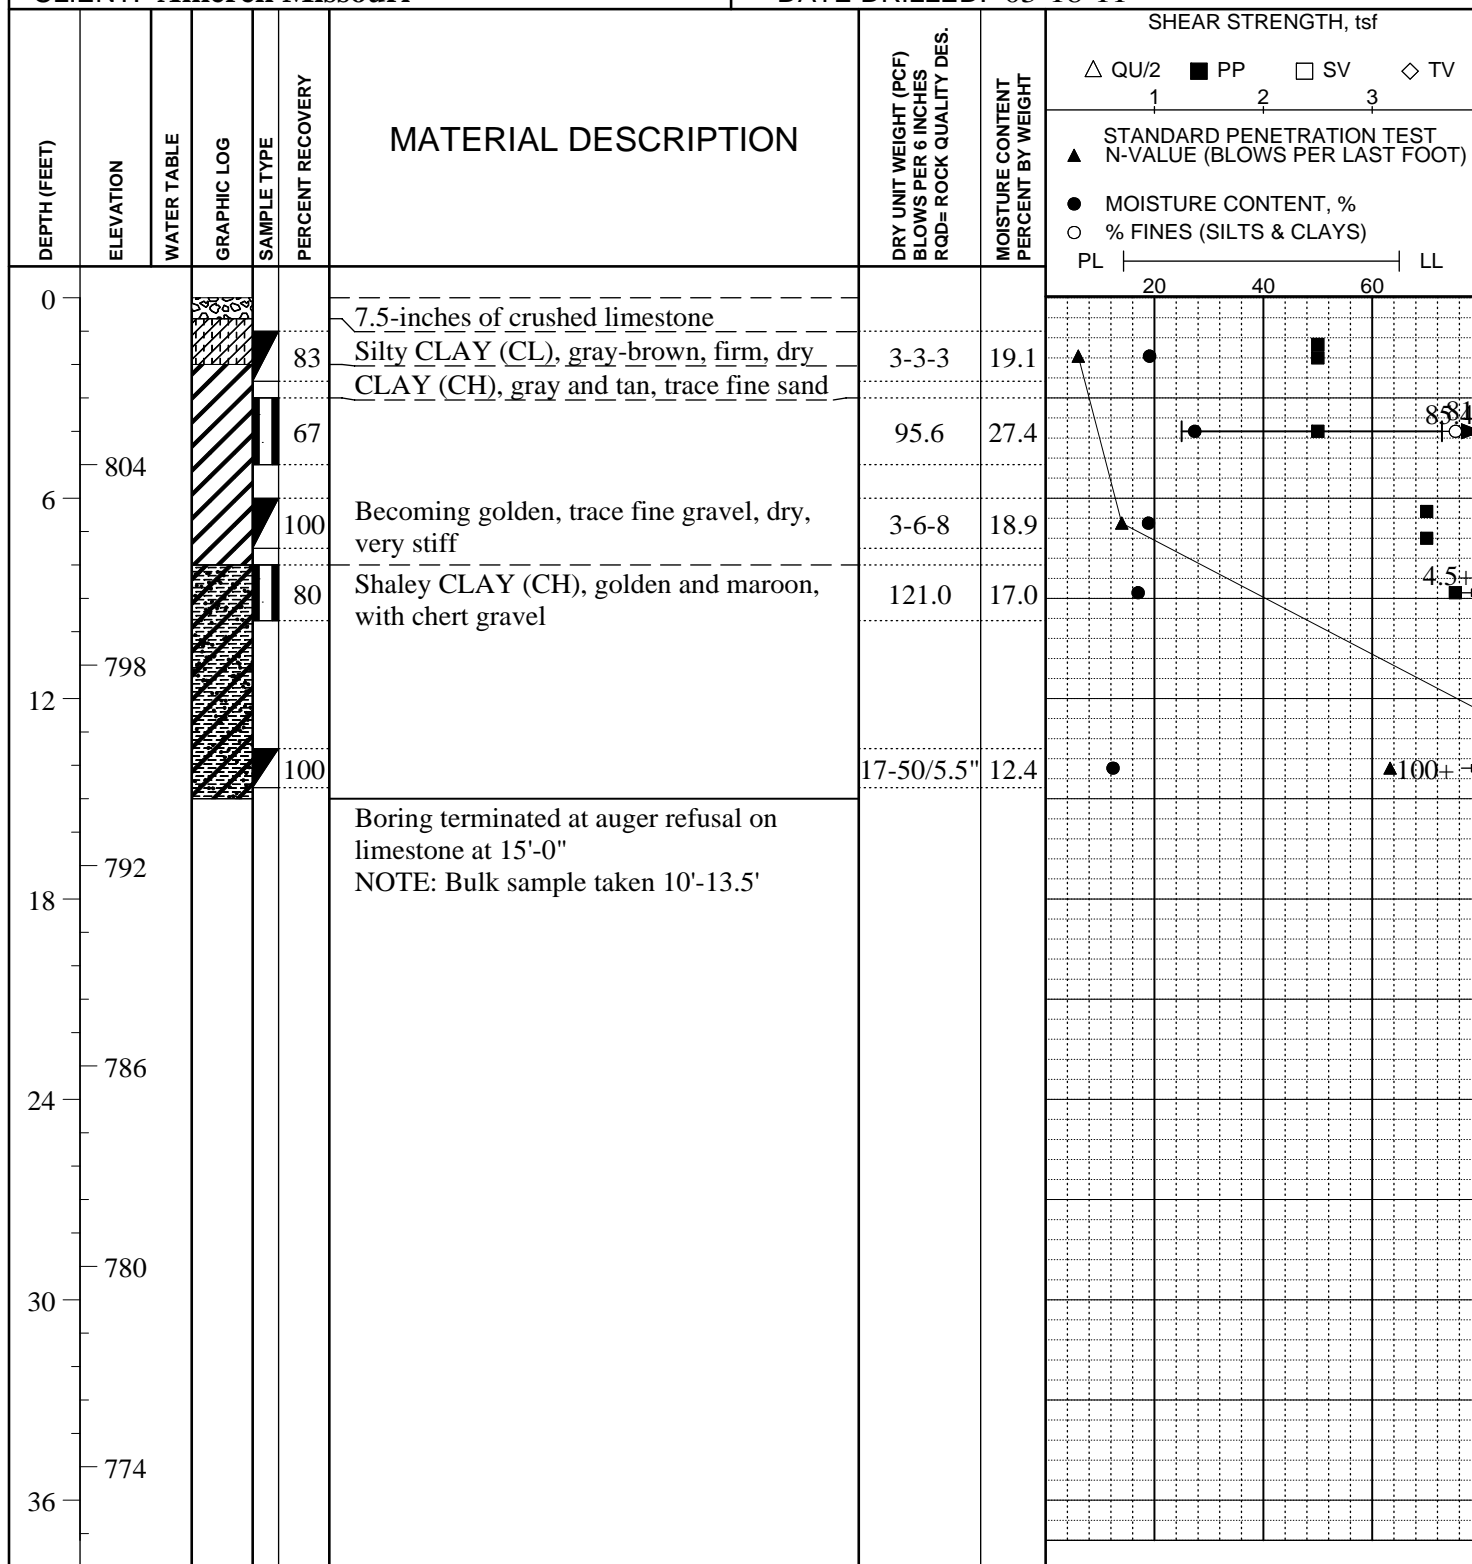 SHEAR STRENGTH, tsf
QU/2 PP SV TV
1 2 3
STANDARD PENETRATION TEST
N-VALUE (BLOWS PER LAST FOOT)
MOISTURE CONTENT, %
% FINES (SILTS & CLAYS)
PL LL
20 40 60
DEPTH (FEET)
ELEVATION
WATER TABLE
GRAPHIC LOG
SAMPLE TYPE
PERCENT RECOVERY
MATERIAL DESCRIPTION
DRY UNIT WEIGHT (PCF)
BLOWS PER 6 INCHES
RQD= ROCK QUALITY DES.
MOISTURE CONTENT
PERCENT BY WEIGHT
0
7.5-inches of crushed limestone
83 Silty CLAY (CL), gray-brown, firm, dry 3-3-3 19.1
CLAY (CH), gray and tan, trace fine sand
67 95.6 27.4
804
6
100 Becoming golden, trace fine gravel, dry, 3-6-8 18.9
very stiff
80 Shaley CLAY (CH), golden and maroon, 121.0 17.0 4.5+
with chert gravel
798
12
100 17-50/5.5" 12.4 100+
Boring terminated at auger refusal on
limestone at 15'-0"
792
NOTE: Bulk sample taken 10'-13.5'
18
786
24
780
30
774
36